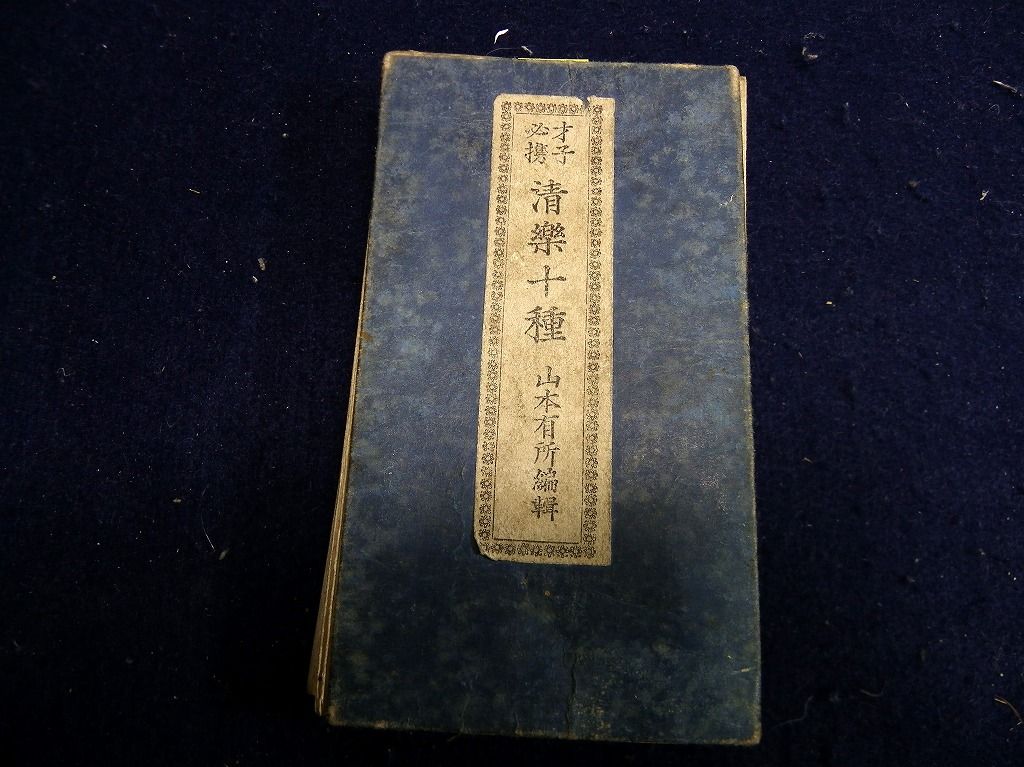 才子
必携
清樂十種
山本有所編輯